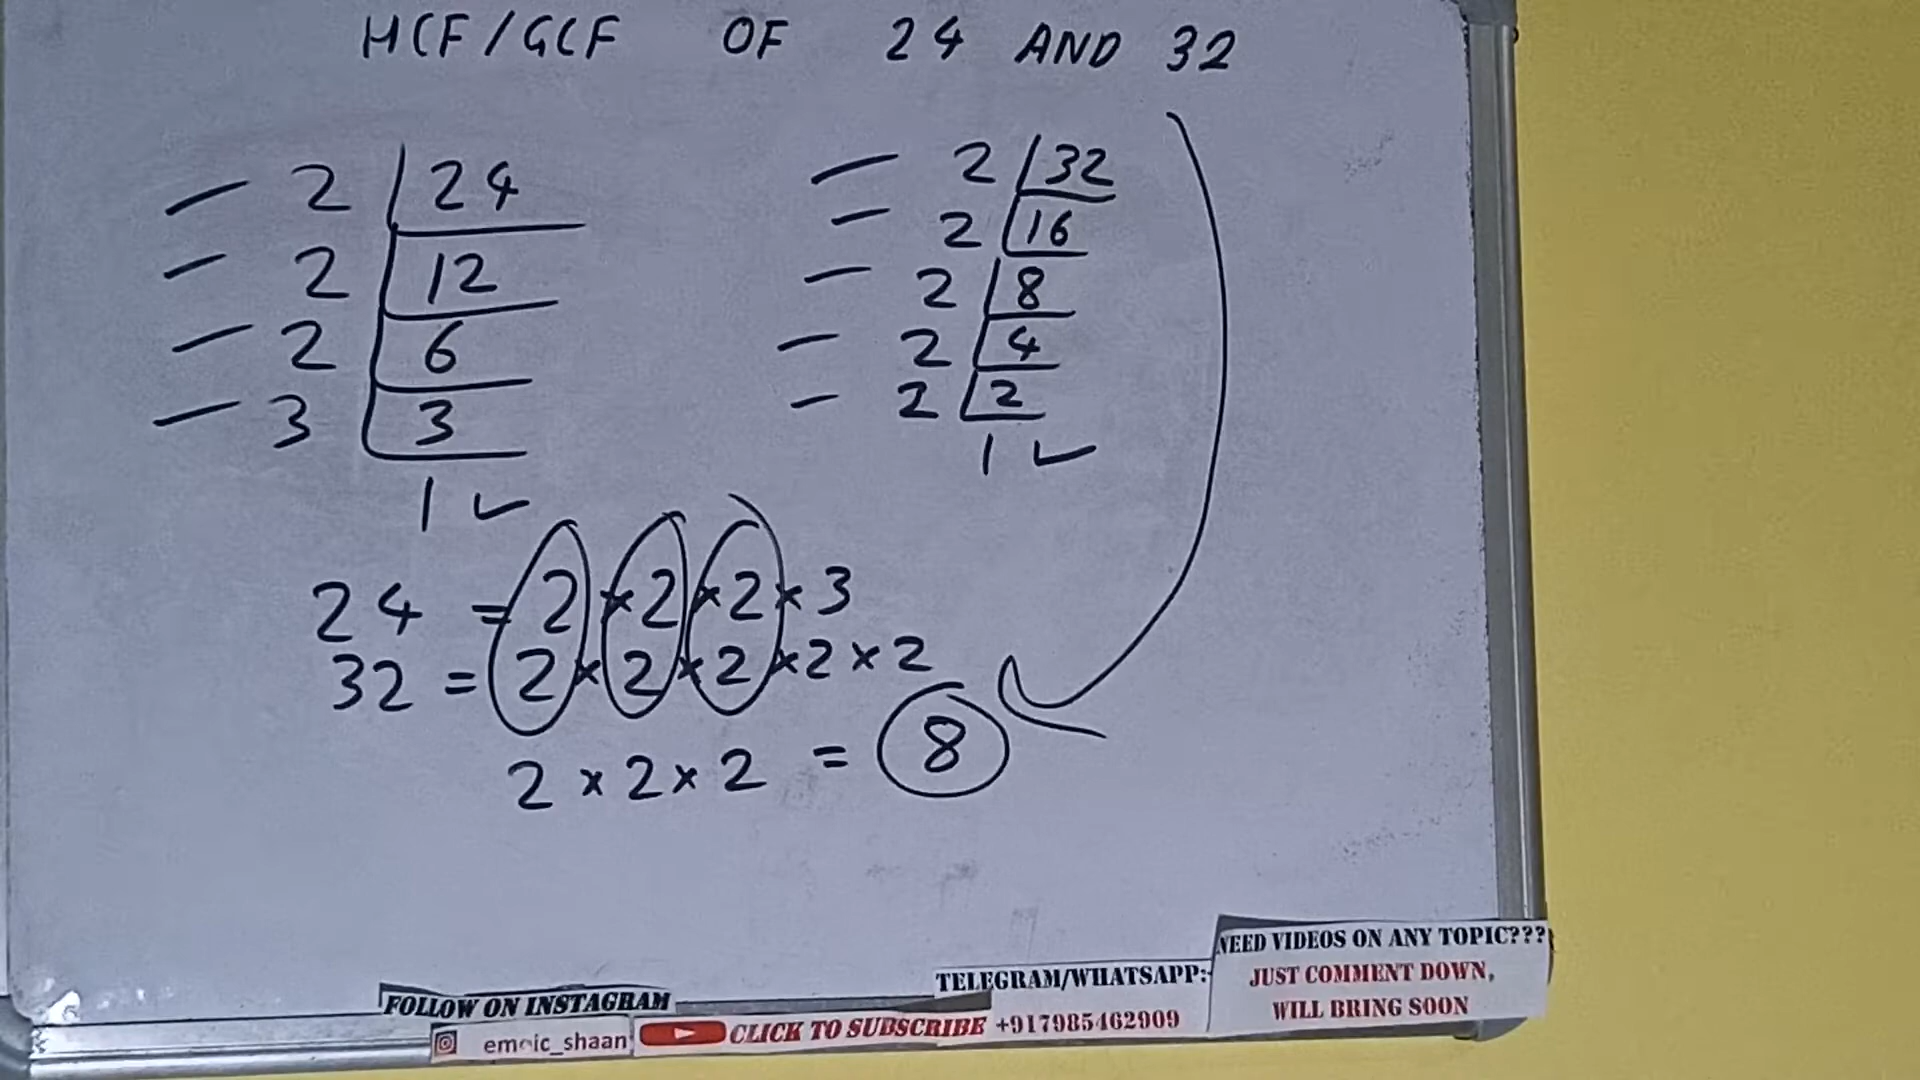 HCF/GCF OF 24 AND 32
2 24
2 12
2 6
3 3
1 ✓
2 32
2 16
2 8
2 4
2 2
1 ✓
24 = 2 × 2 × 2 × 3
32 = 2 × 2 × 2 × 2 × 2
2 × 2 × 2 = 8
NEED VIDEOS ON ANY TOPIC???
JUST COMMENT DOWN,
WILL BRING SOON
TELEGRAM/WHATSAPP:-
+917985462909
FOLLOW ON INSTAGRAM
CLICK TO SUBSCRIBE